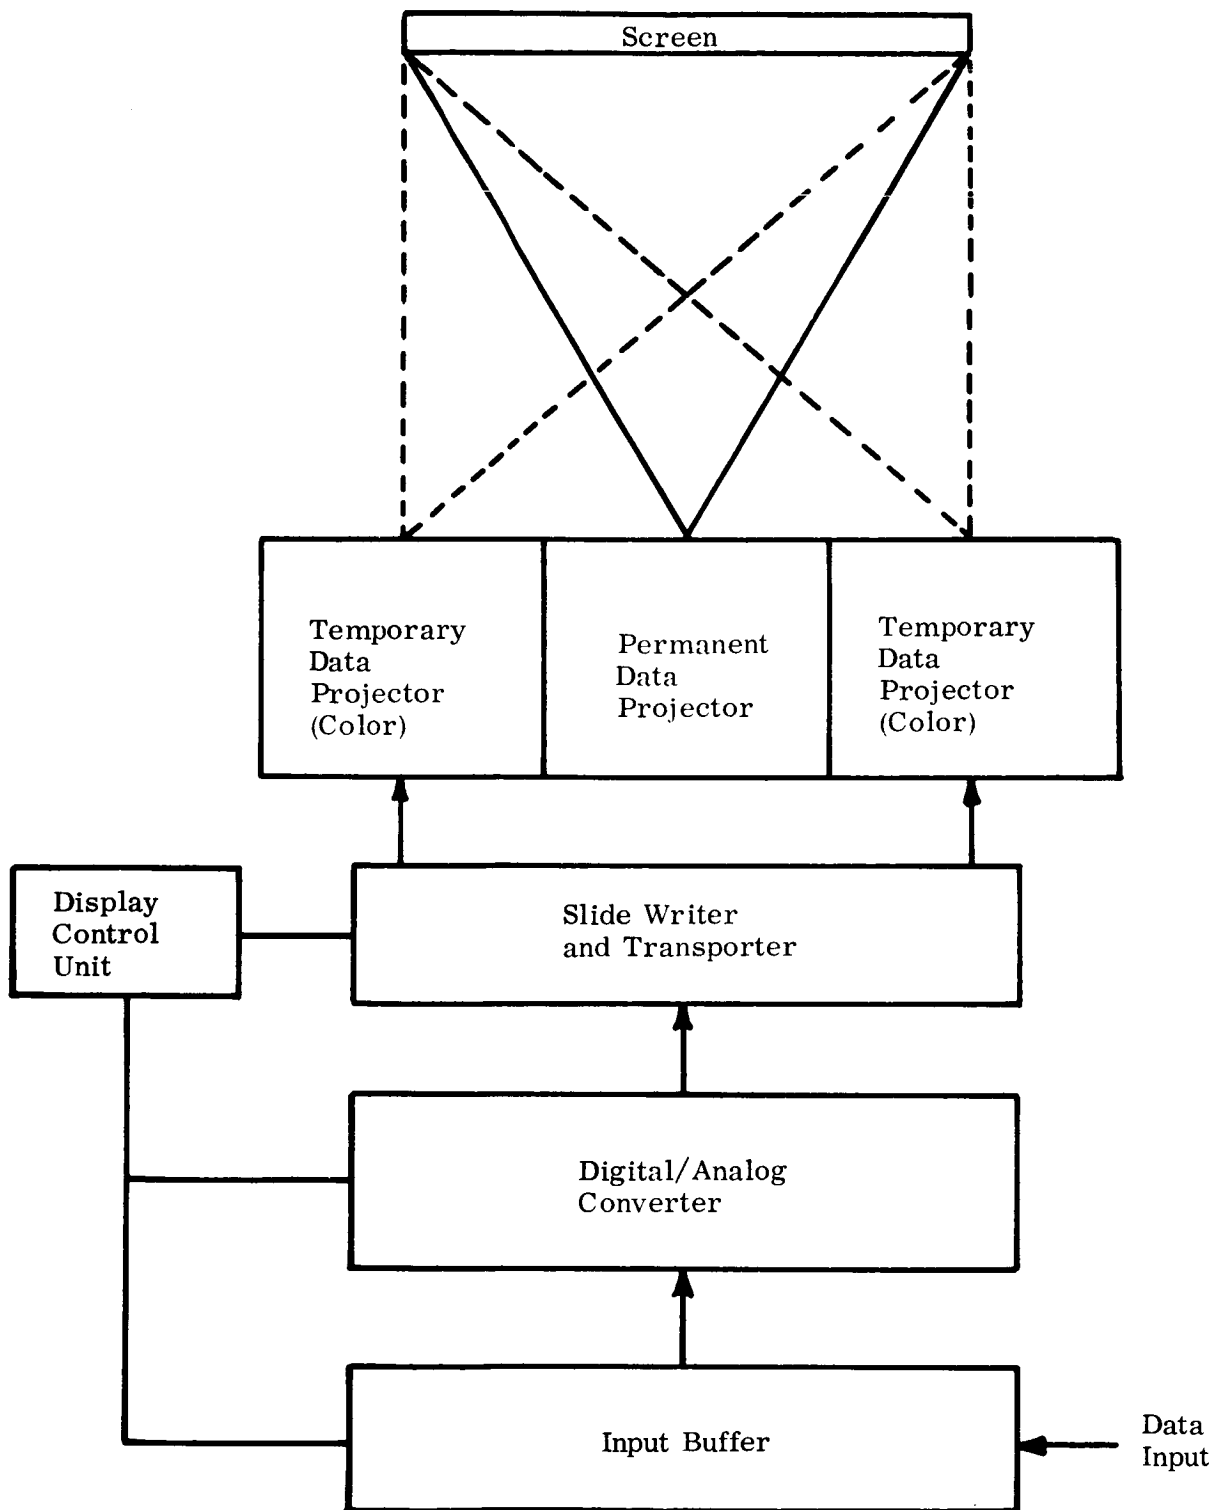 Screen
Temporary
Data
Projector
(Color)
Permanent
Data
Projector
Temporary
Data
Projector
(Color)
Display
Control
Unit
Slide Writer
and Transporter
Digital/Analog
Converter
Input Buffer
Data
Input